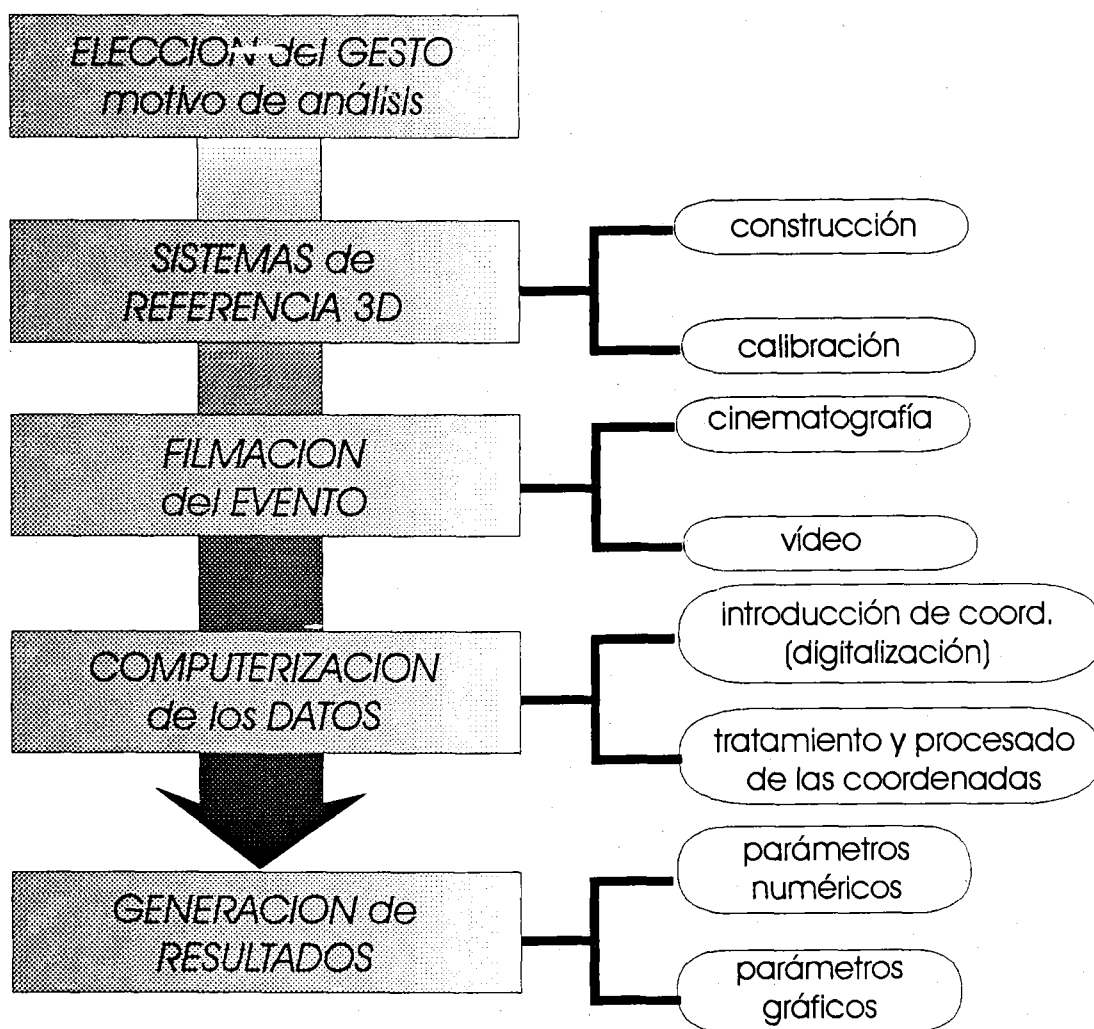 ELECCION del GESTO
motivo de análisis
SISTEMAS de
REFERENCIA 3D
construcción
calibración
FILMACION
del EVENTO
cinematografía
vídeo
COMPUTERIZACION
de los DATOS
introducción de coord.
(digitalización)
tratamiento y procesado
de las coordenadas
GENERACION de
RESULTADOS
parámetros
numéricos
parámetros
gráficos